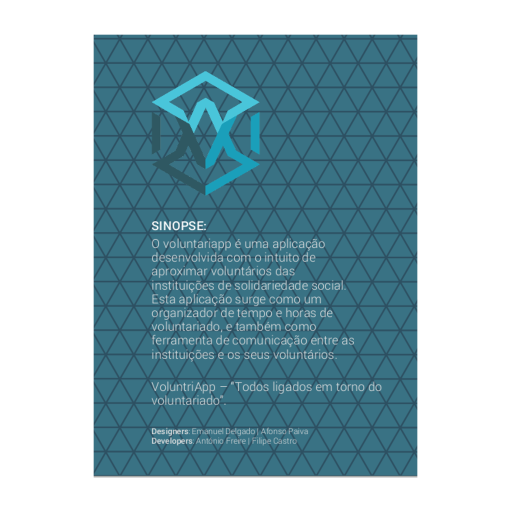 SINOPSE:
O voluntariapp é uma aplicação
desenvolvida com o intuito de
aproximar voluntários das
instituições de solidariedade social.
Esta aplicação surge como um
organizador de tempo e horas de
voluntariado, e também como
ferramenta de comunicação entre as
instituições e os seus voluntários.
VoluntriApp – "Todos ligados em torno do
voluntariado".
Designers: Emanuel Delgado | Afonso Paiva
Developers: António Freire | Filipe Castro